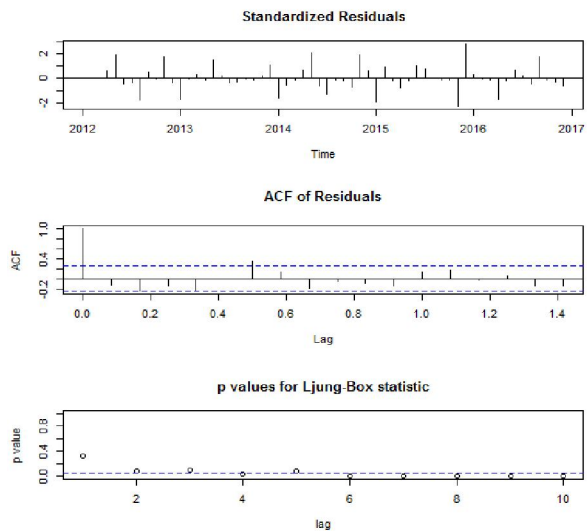 Standardized Residuals
2
0
-2
2012 2013 2014 2015 2016 2017
Time
ACF of Residuals
ACF
1.0
0.4
-0.2
0.0 0.2 0.4 0.6 0.8 1.0 1.2 1.4
Lag
p values for Ljung-Box statistic
p value
0.8
0.4
0.0
2 4 6 8 10
lag